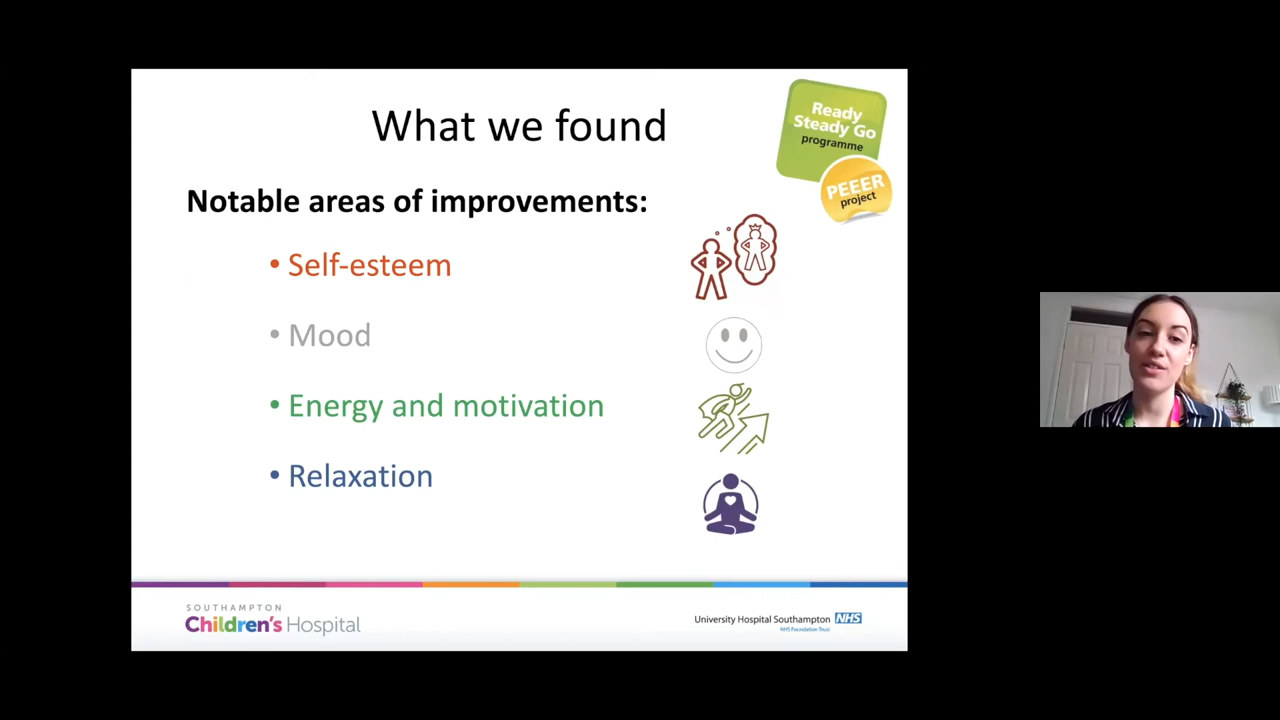 What we found
Ready
Steady Go
programme
PEEER
project
Notable areas of improvements:
• Self-esteem
• Mood
• Energy and motivation
• Relaxation
SOUTHAMPTON
Children's Hospital
University Hospital Southampton NHS
NHS Foundation Trust